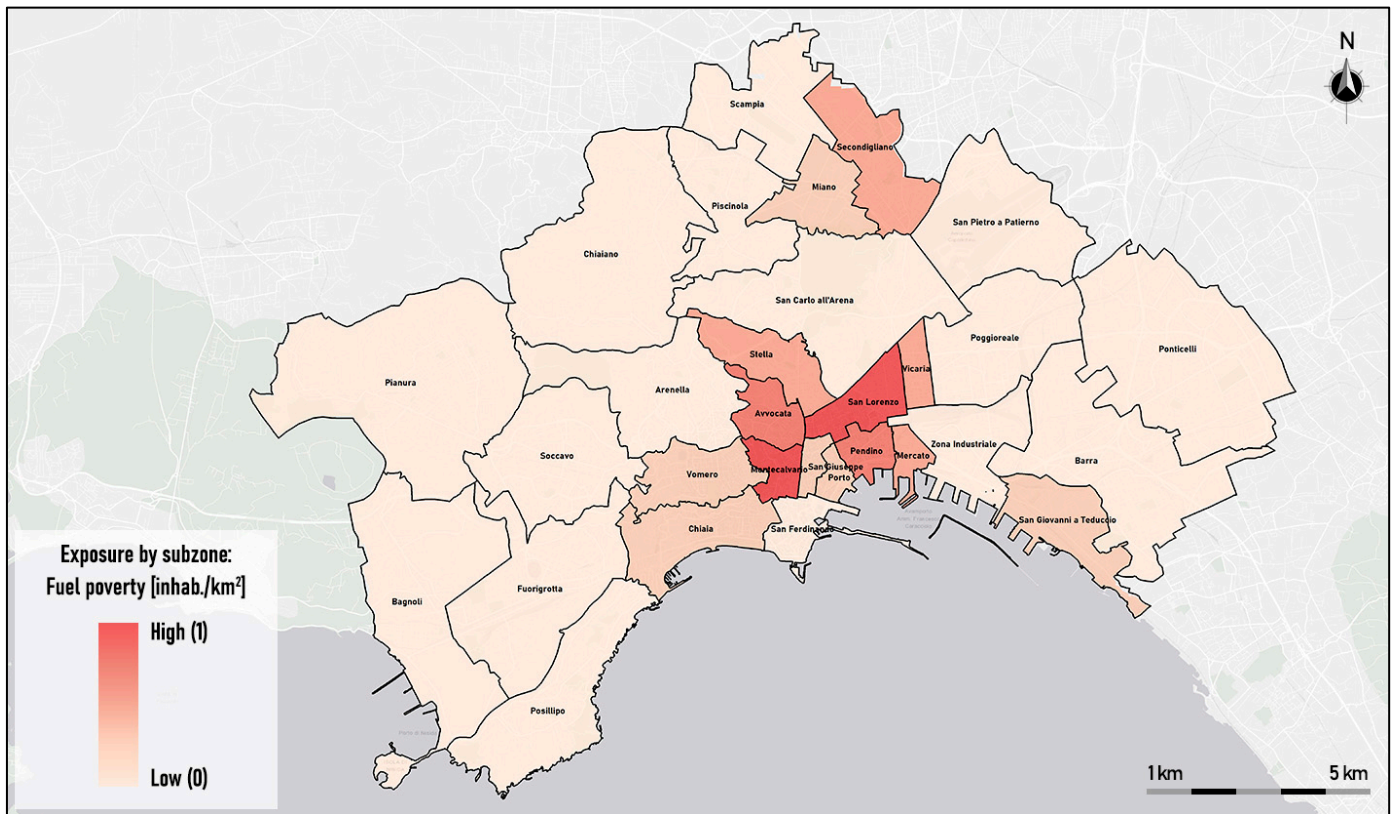 N
Scampia
Secondigliano
Miano
Piscinola
San Pietro a Patierno
Chiaiano
San Carlo all'Arena
Poggioreale
Ponticelli
Stella
Vicaria
Pianura
Arenella
San Lorenzo
Avvocata
Zona Industriale
Pendino
Mercato
Soccavo
Barra
Vomero
Montecalvario
San Giuseppe
Porto
Chiaia
San Ferdinando
San Giovanni a Teduccio
Exposure by subzone:
Fuel poverty [inhab./km²]
High (1)
Low (0)
Bagnoli
Fuorigrotta
Posillipo
1 km
5 km